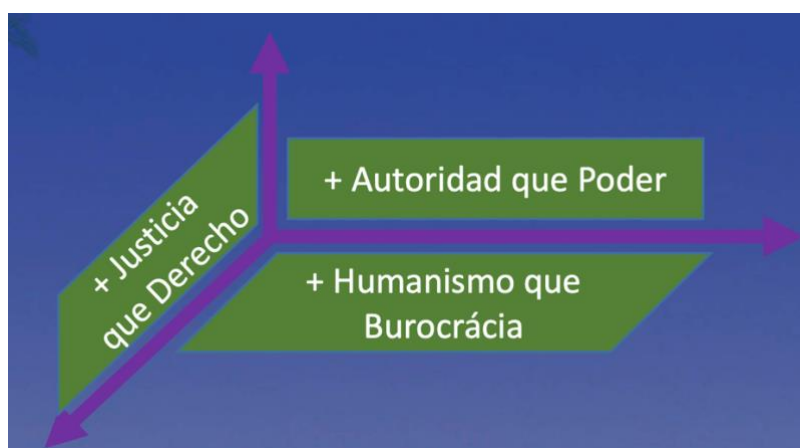 + Autoridad que Poder
+ Justicia
que Derecho
+ Humanismo que
Burocrácia